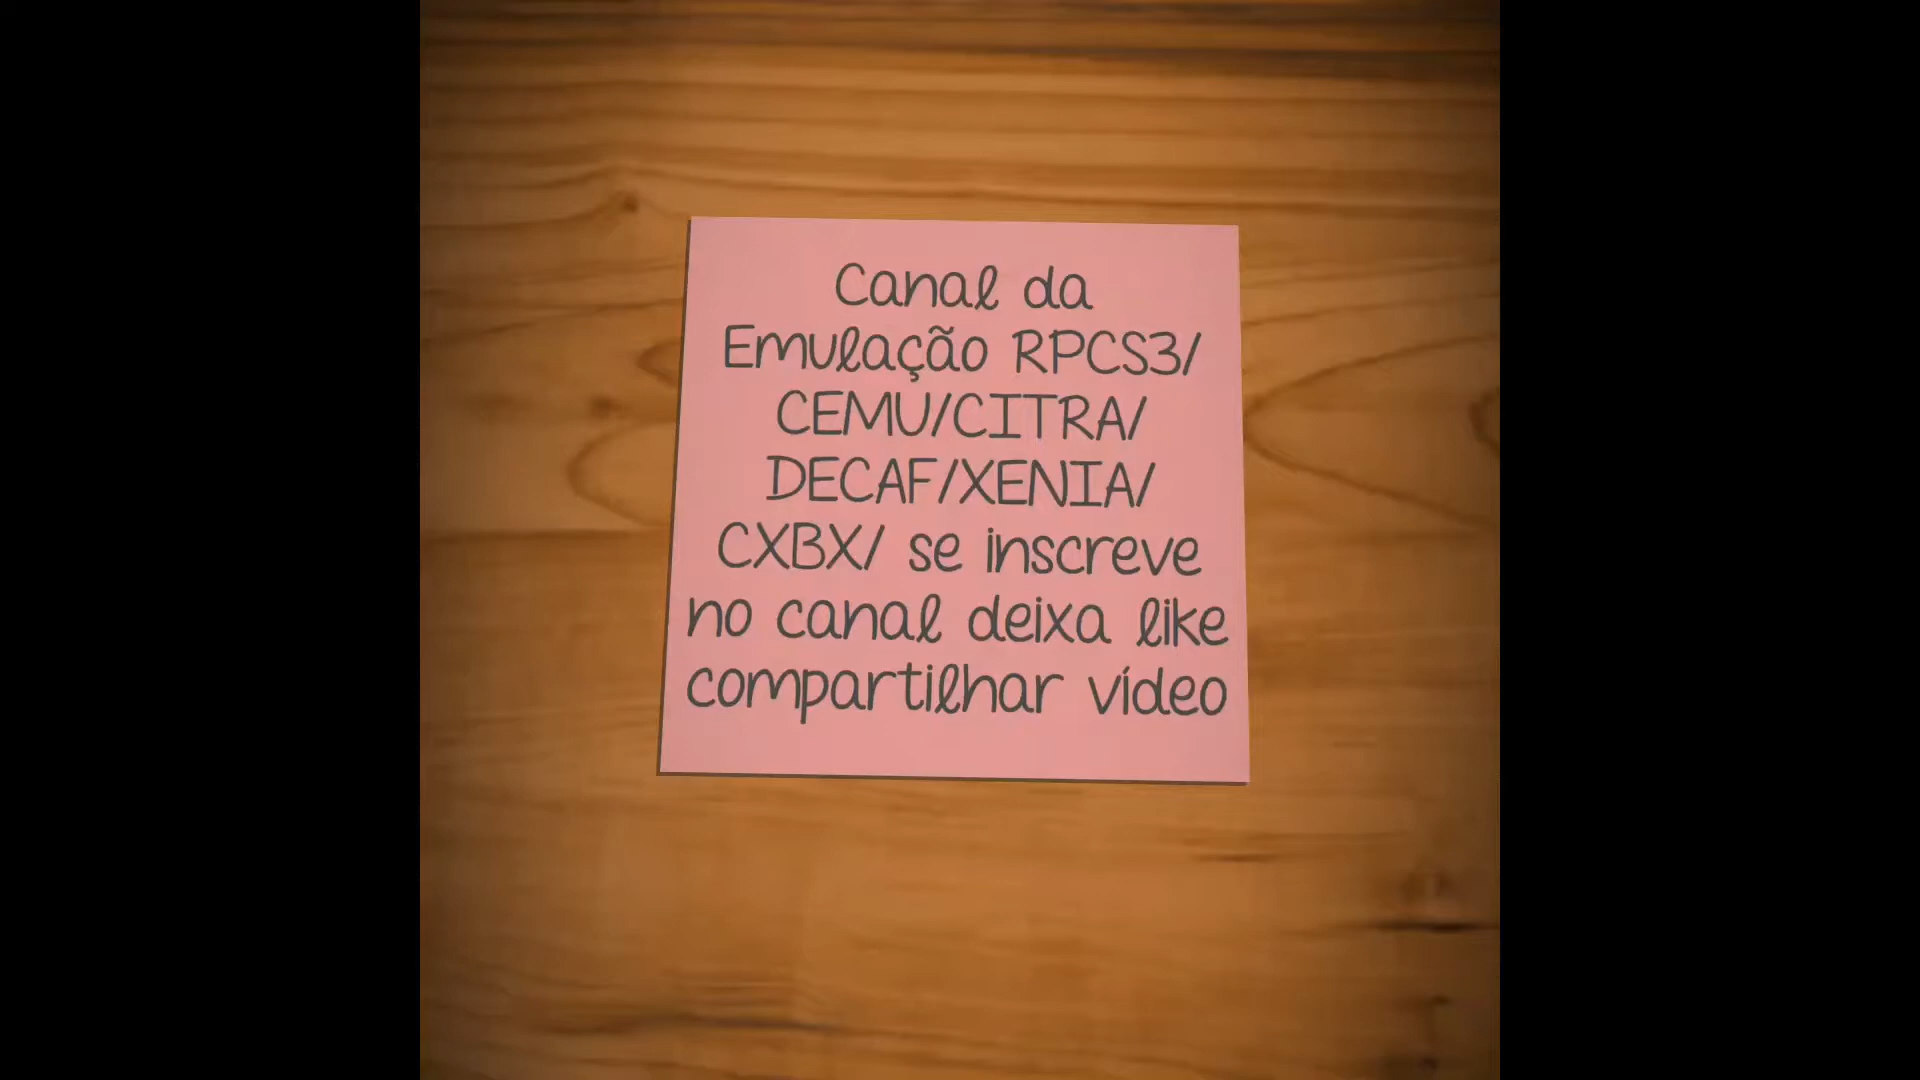 Canal da
Emulação RPCS3/
CEMU/CITRA/
DECAF/XENIA/
CXBX/ se inscreve
no canal deixa like
compartilhar vídeo